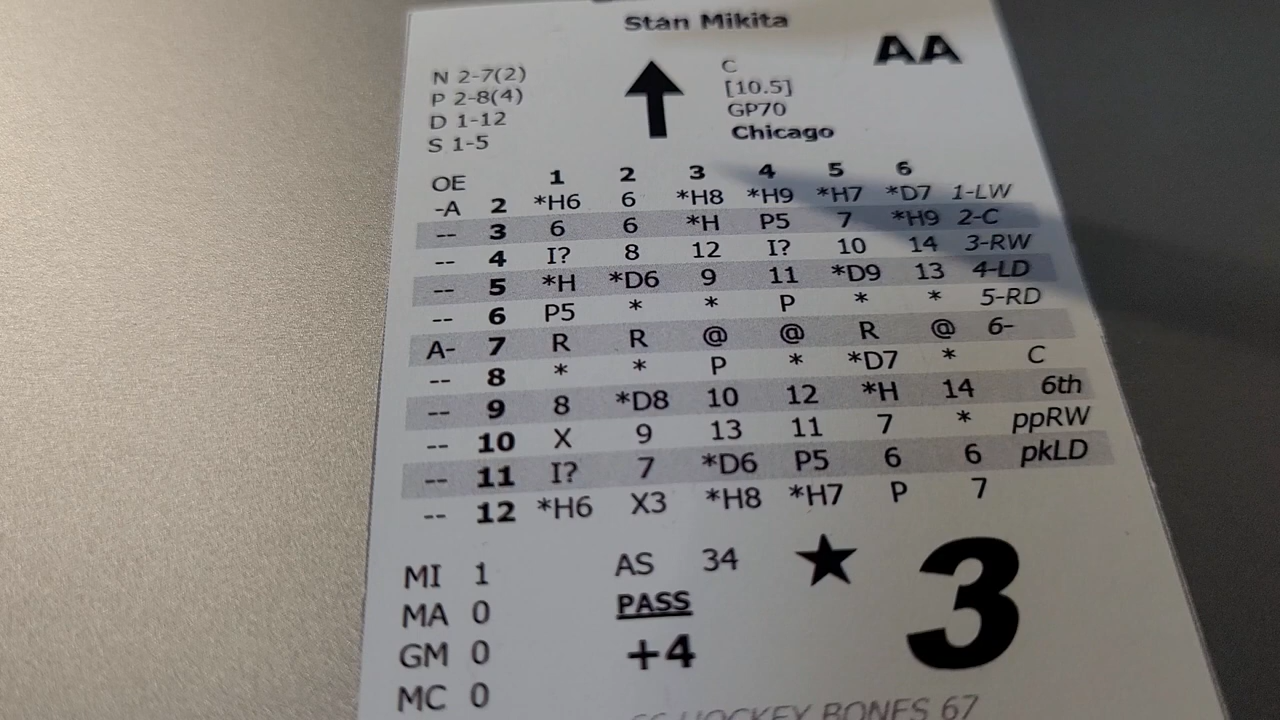 Stan Mikita
AA
N 2-7(2)
P 2-8(4)
D 1-12
S 1-5
C
[10.5]
GP70
Chicago
OE 1 2 3 4 5 6
-A 2 *H6 6 *H8 *H9 *H7 *D7 1-LW
-- 3 6 6 *H P5 7 *H9 2-C
-- 4 I? 8 12 I? 10 14 3-RW
-- 5 *H *D6 9 11 *D9 13 4-LD
-- 6 P5 * * P * * 5-RD
A- 7 R R @ @ R @ 6-
-- 8 * * P * *D7 * C
-- 9 8 *D8 10 12 *H 14 6th
-- 10 X 9 13 11 7 * ppRW
-- 11 I? 7 *D6 P5 6 6 pkLD
-- 12 *H6 X3 *H8 *H7 P 7
MI 1
MA 0
GM 0
MC 0
AS 34
PASS
+4
3
HOCKEY BONES 67